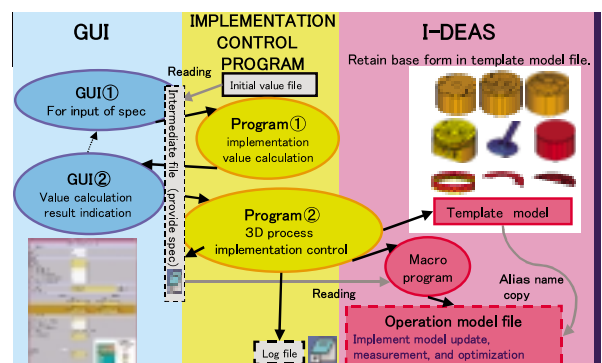 GUI
IMPLEMENTATION
CONTROL
PROGRAM
I-DEAS
Retain base form in template model file.
Reading
Initial value file
GUI①
For input of spec
Intermediate file (provide spec)
Program①
implementation
value calculation
GUI②
Value calculation
result indication
Program②
3D process
implementation control
Template model
Macro
program
Reading
Alias name
copy
Operation model file
Implement model update,
measurement, and optimization
Log file